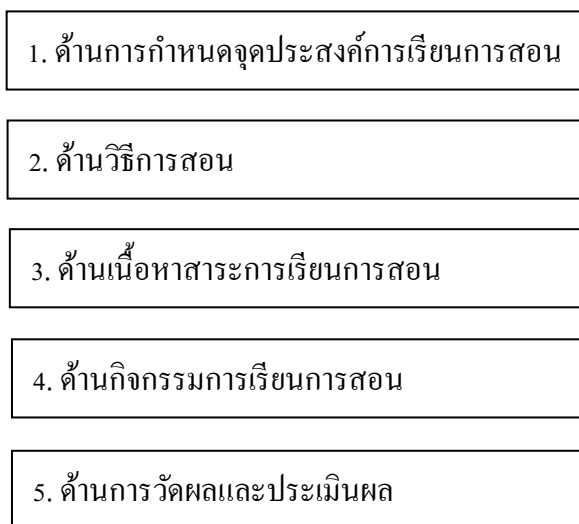 1. ด้านการกำหนดจุดประสงค์การเรียนการสอน
2. ด้านวิธีการสอน
3. ด้านเนื้อหาสาระการเรียนการสอน
4. ด้านกิจกรรมการเรียนการสอน
5. ด้านการวัดผลและประเมินผล